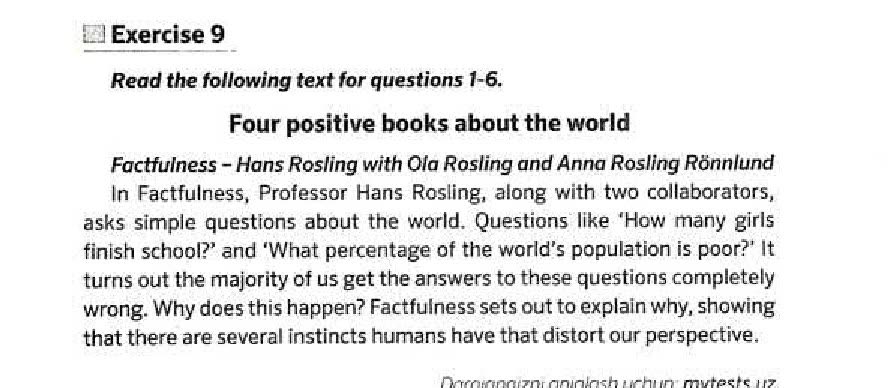 Exercise 9
Read the following text for questions 1-6.
Four positive books about the world
Factfulness – Hans Rosling with Ola Rosling and Anna Rosling Rönnlund
In Factfulness, Professor Hans Rosling, along with two collaborators,
asks simple questions about the world. Questions like ‘How many girls
finish school?’ and ‘What percentage of the world’s population is poor?’ It
turns out the majority of us get the answers to these questions completely
wrong. Why does this happen? Factfulness sets out to explain why, showing
that there are several instincts humans have that distort our perspective.
Darajangizni aniqlash uchun: mytests.uz